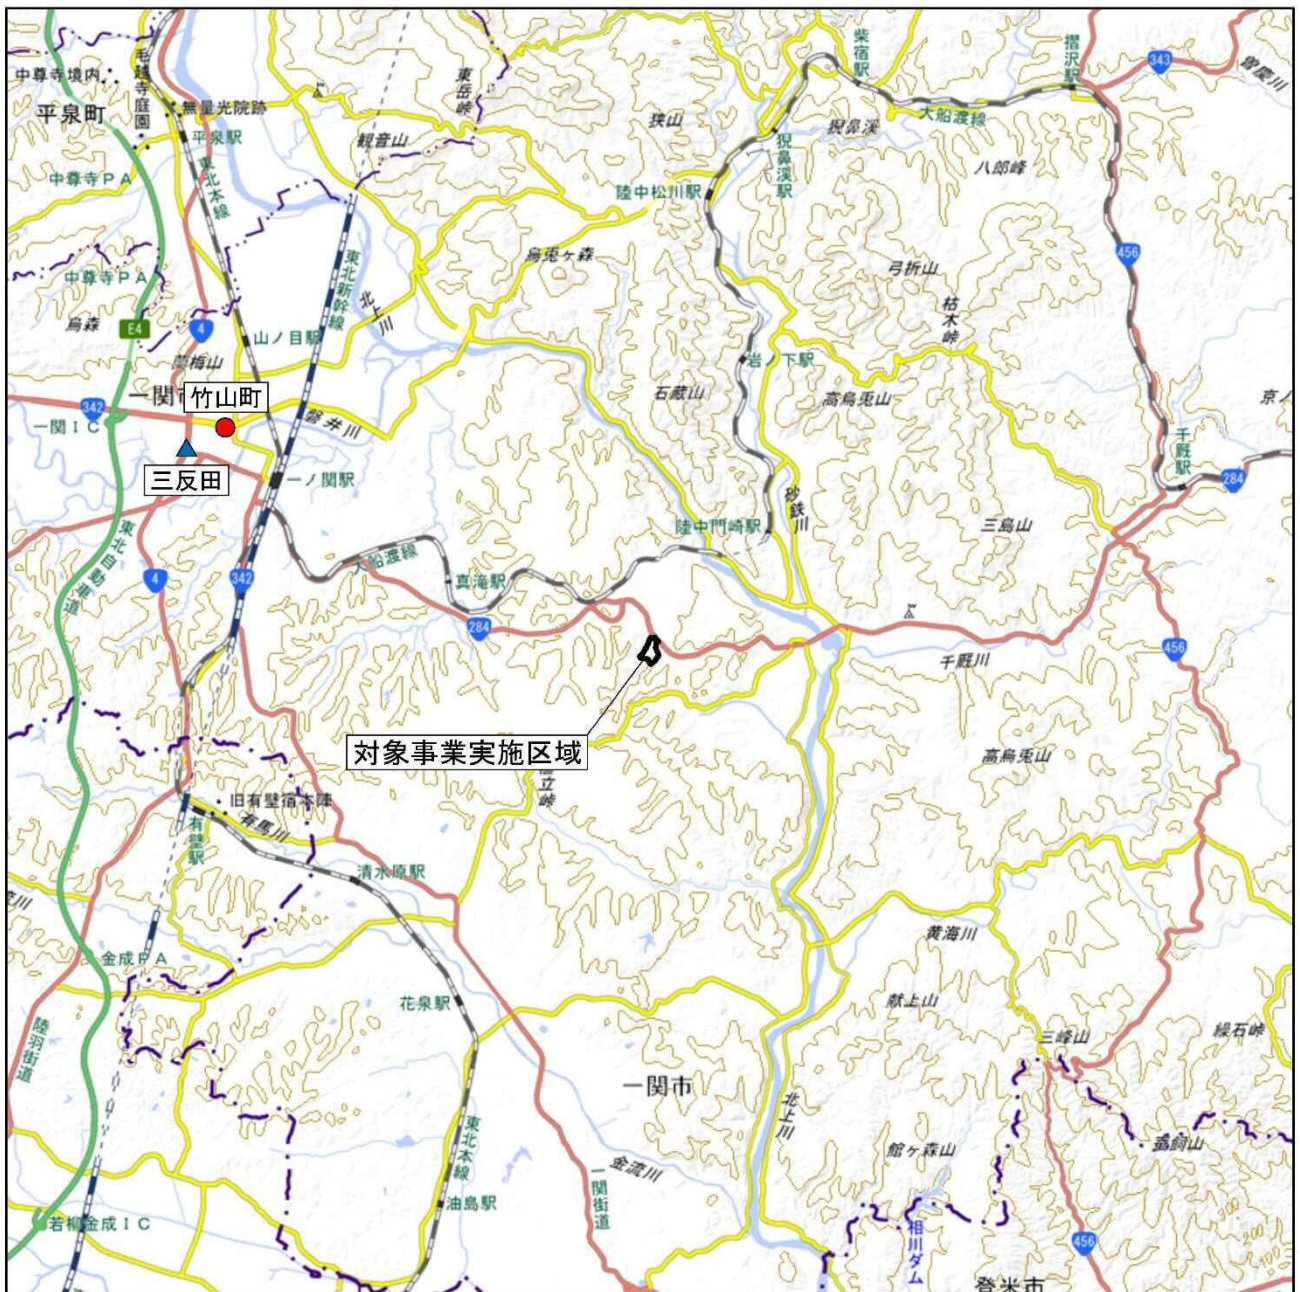 柴宿駅
摺沢駅
343
曽慶川
中尊寺境内
毛越寺庭園
東岳峠
平泉町
無量光院跡
狭山
猊鼻渓
大船渡線
平泉駅
観音山
猊鼻渓駅
八郎峰
中尊寺PA
東北本線
陸中松川駅
烏兎ヶ森
456
中尊寺PA
東北新幹線
弓折山
烏森
E4
4
北上川
枯木峠
山ノ目駅
蘭梅山
岩ノ下駅
石蔵山
高烏兎山
一関市
竹山町
342
磐井川
一関IC
千厩駅
三反田
一ノ関駅
284
砂鉄川
陸中門崎駅
三島山
東北自動車道
大船渡線
4
342
真滝駅
284
千厩川
456
対象事業実施区域
高烏兎山
旧有壁宿本陣
有馬川
有壁駅
清水原駅
黄海川
金成PA
花泉駅
献上山
陸羽街道
三峰山
繰石峠
一関市
北上川
東北本線
館ヶ森山
金流川
一関街道
油島駅
若柳金成IC
相川ダム
456
登米市